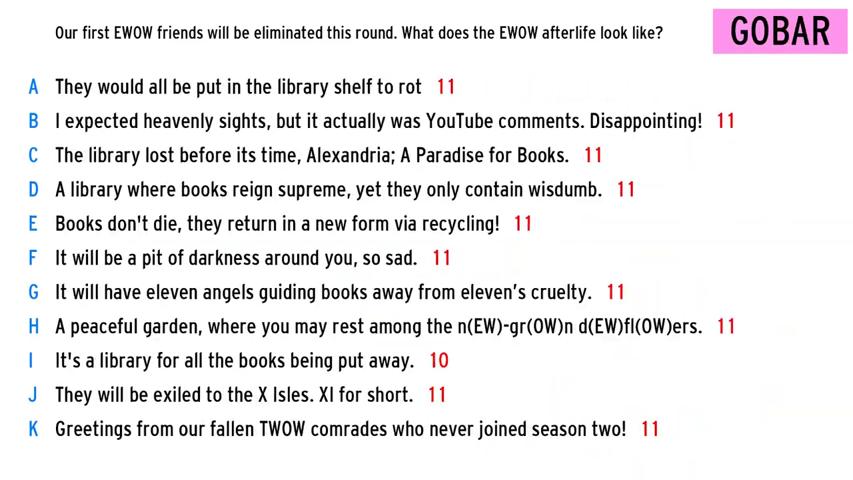 Our first EWOW friends will be eliminated this round. What does the EWOW afterlife look like?
GOBAR
A They would all be put in the library shelf to rot 11
B I expected heavenly sights, but it actually was YouTube comments. Disappointing! 11
C The library lost before its time, Alexandria; A Paradise for Books. 11
D A library where books reign supreme, yet they only contain wisdumb. 11
E Books don't die, they return in a new form via recycling! 11
F It will be a pit of darkness around you, so sad. 11
G It will have eleven angels guiding books away from eleven’s cruelty. 11
H A peaceful garden, where you may rest among the n(EW)-gr(OW)n d(EW)fl(OW)ers. 11
I It's a library for all the books being put away. 10
J They will be exiled to the X Isles. XI for short. 11
K Greetings from our fallen TWOW comrades who never joined season two! 11